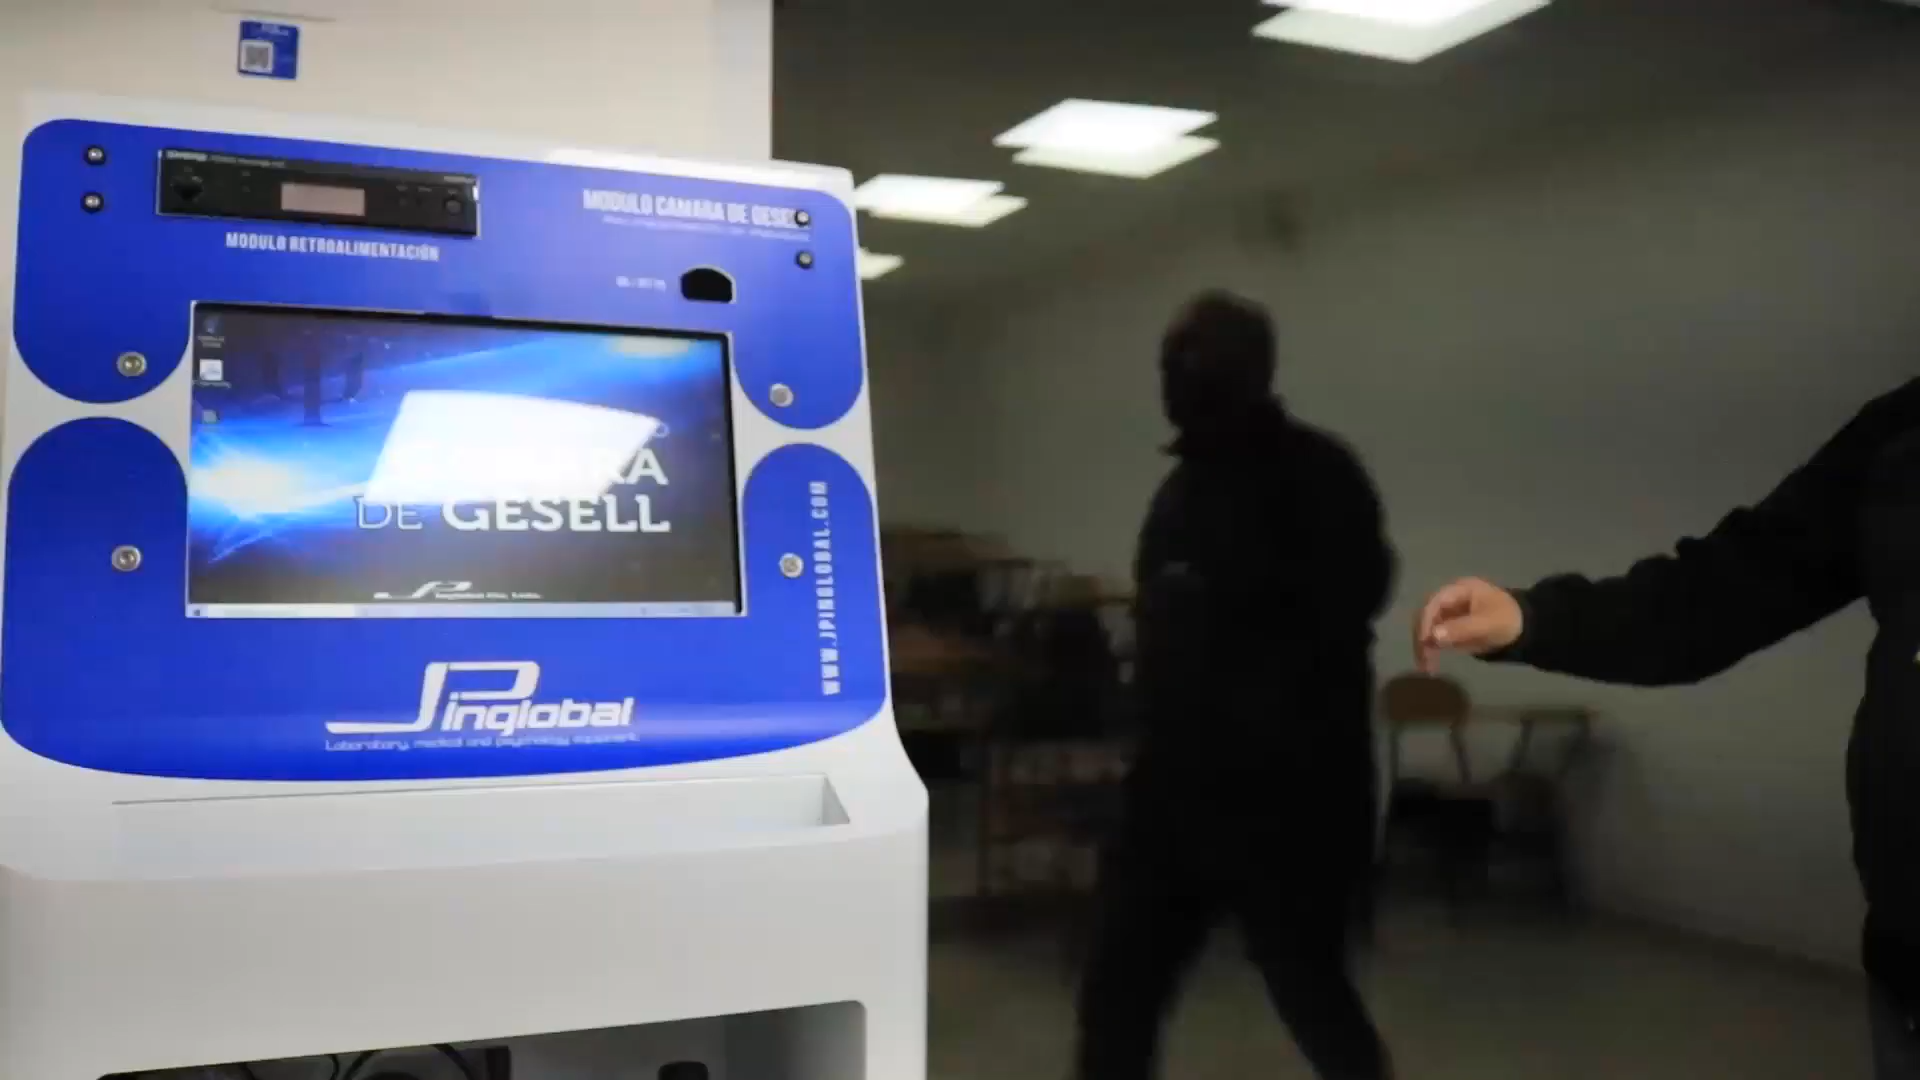 MODULO CAMARA DE GESELL
MODULO RETROALIMENTACIÓN
DE GESELL
JPinglobal
Laboratory, medical and psychology equipment.
WWW.JPINGLOBAL.COM